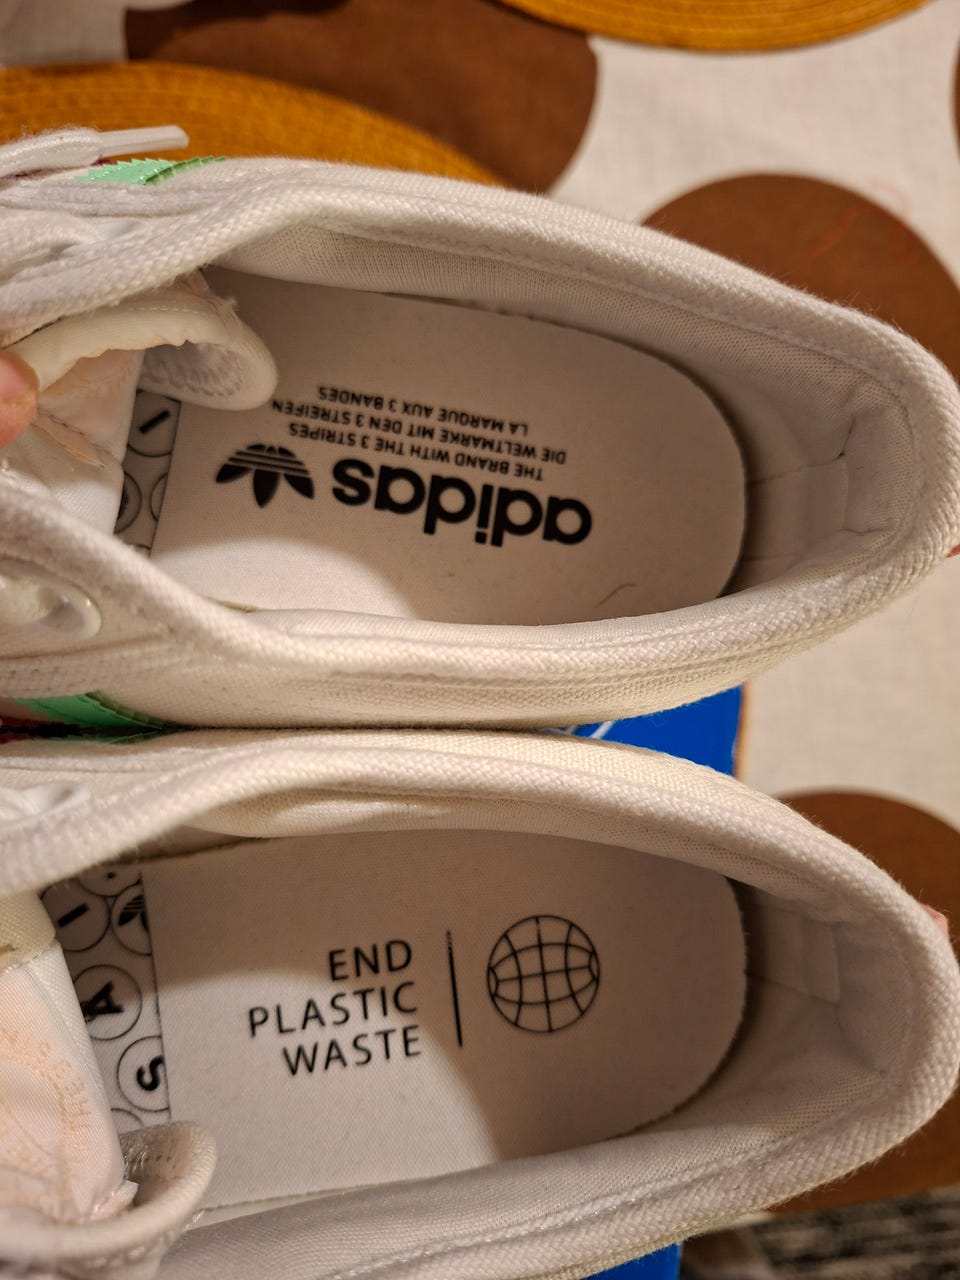 adidas
THE BRAND WITH THE 3 STRIPES
DIE WELTMARKE MIT DEN 3 STREIFEN
LA MARQUE AUX 3 BANDES
END
PLASTIC
WASTE
I
I
A
S